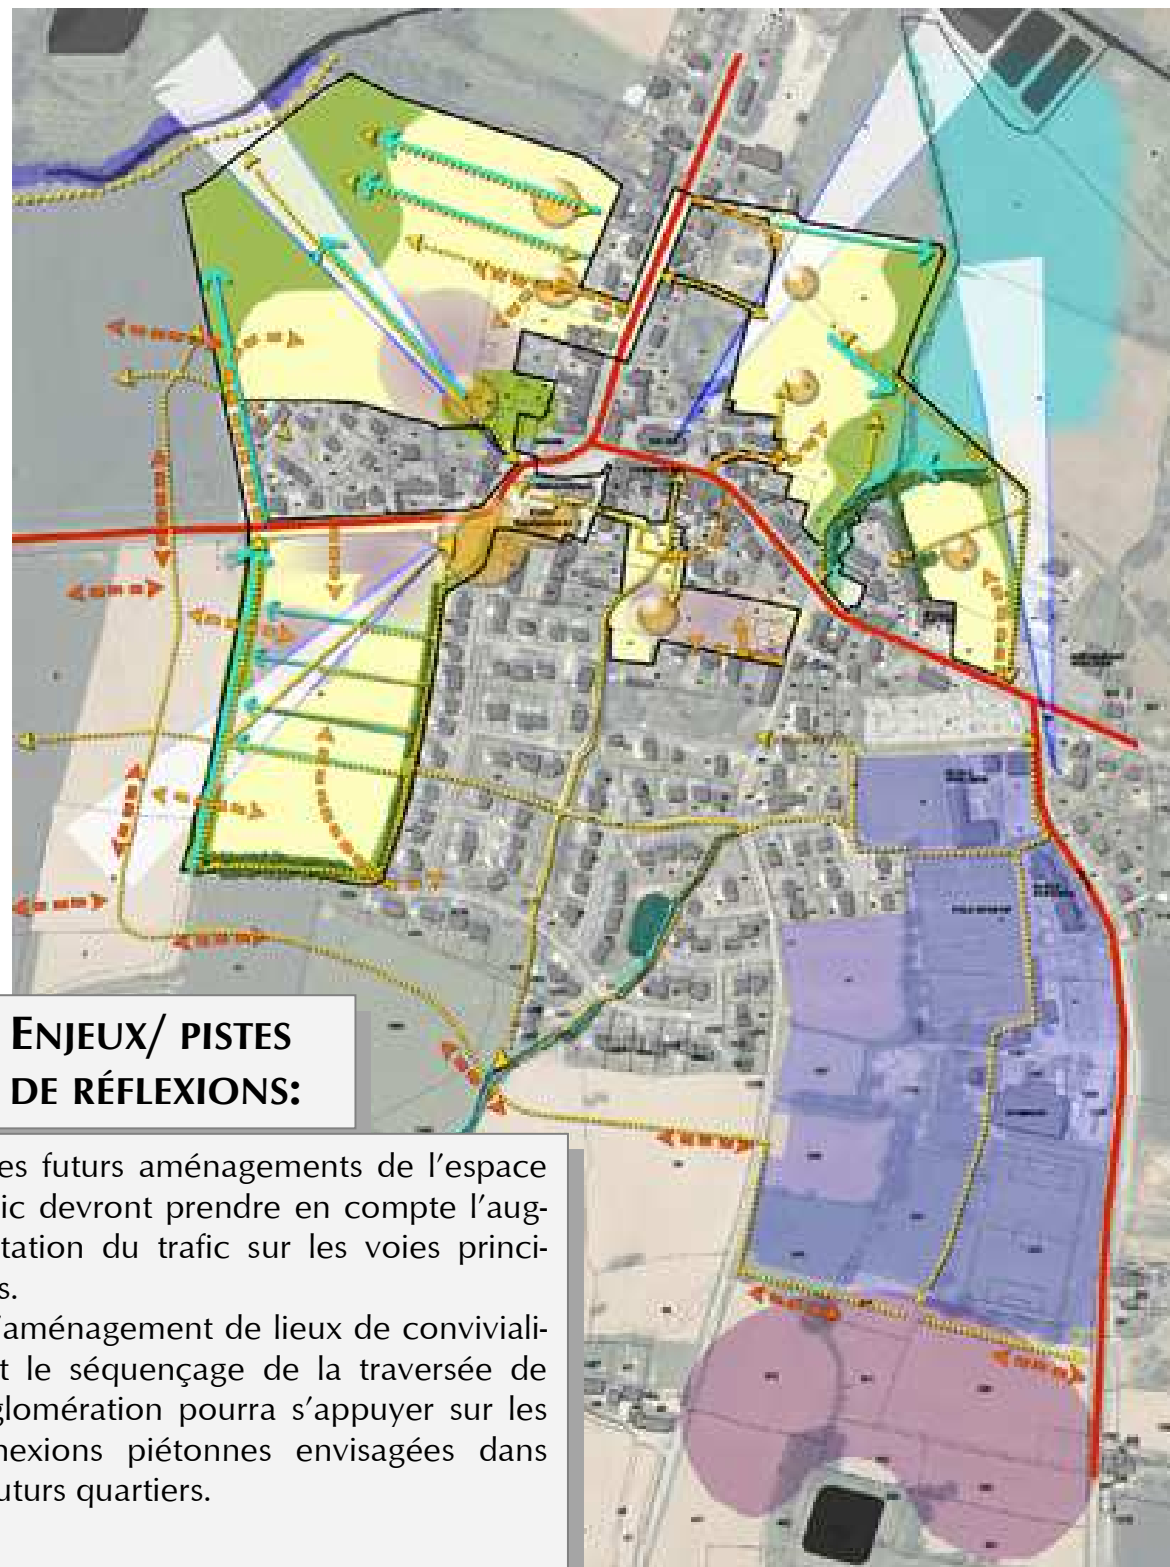 ENJEUX/ PISTES
DE RÉFLEXIONS:
es futurs aménagements de l'espace
ic devront prendre en compte l'aug-
tation du trafic sur les voies princi-
s.
'aménagement de lieux de conviviali-
t le séquençage de la traversée de
glomération pourra s'appuyer sur les
nexions piétonnes envisagées dans
uturs quartiers.